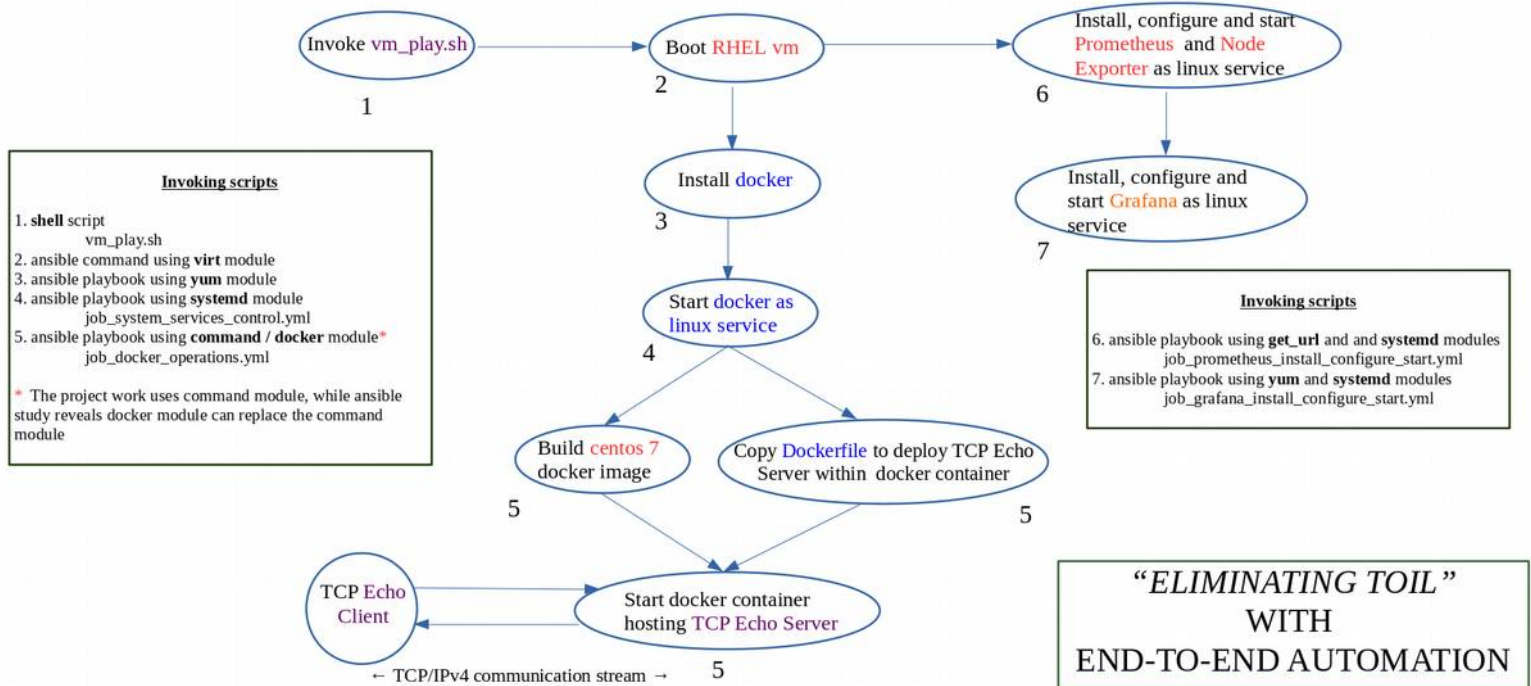 Invoke vm_play.sh
1
Boot RHEL vm
2
Install, configure and start
Prometheus and Node
Exporter as linux service
6
Install docker
3
Install, configure and
start Grafana as linux
service
7
Invoking scripts
1. shell script
vm_play.sh
2. ansible command using virt module
3. ansible playbook using yum module
4. ansible playbook using systemd module
job_system_services_control.yml
5. ansible playbook using command / docker module*
job_docker_operations.yml
* The project work uses command module, while ansible
study reveals docker module can replace the command
module
Start docker as
linux service
4
Invoking scripts
6. ansible playbook using get_url and and systemd modules
job_prometheus_install_configure_start.yml
7. ansible playbook using yum and systemd modules
job_grafana_install_configure_start.yml
Build centos 7
docker image
5
Copy Dockerfile to deploy TCP Echo
Server within docker container
5
TCP Echo
Client
Start docker container
hosting TCP Echo Server
5
← TCP/IPv4 communication stream →
“ELIMINATING TOIL”
WITH
END-TO-END AUTOMATION